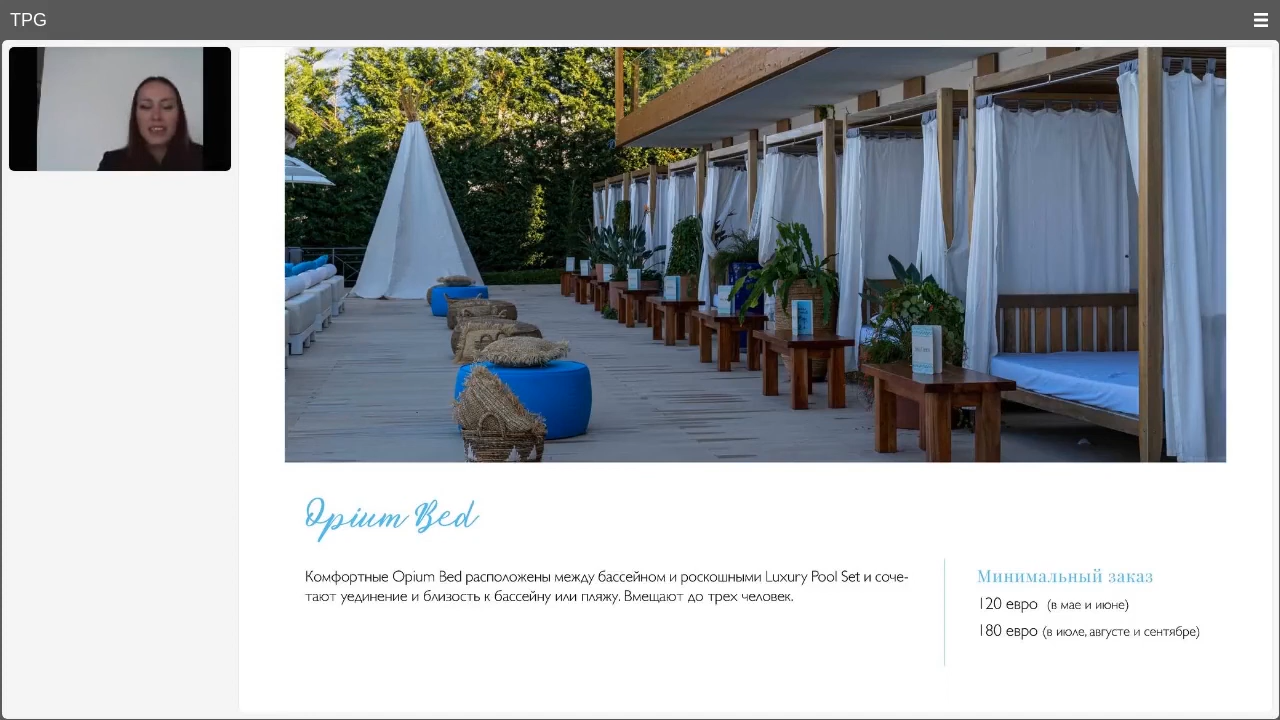 TPG
Opium Bed
Комфортные Opium Bed расположены между бассейном и роскошными Luxury Pool Set и соче-
тают уединение и близость к бассейну или пляжу. Вмещают до трех человек.
Минимальный заказ
120 евро (в мае и июне)
180 евро (в июле, августе и сентябре)